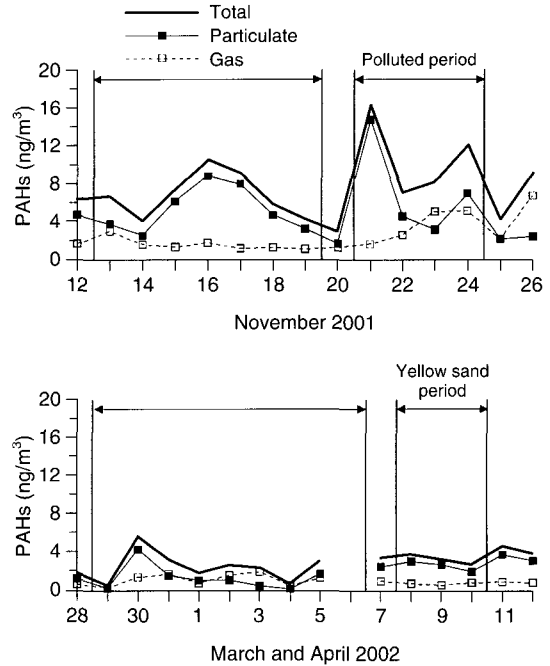 Total
Particulate
Gas
Polluted period
20
16
12
8
4
0
PAHs (ng/m³)
12 14 16 18 20 22 24 26
November 2001
Yellow sand
period
20
16
12
8
4
0
PAHs (ng/m³)
28 30 1 3 5 7 9 11
March and April 2002